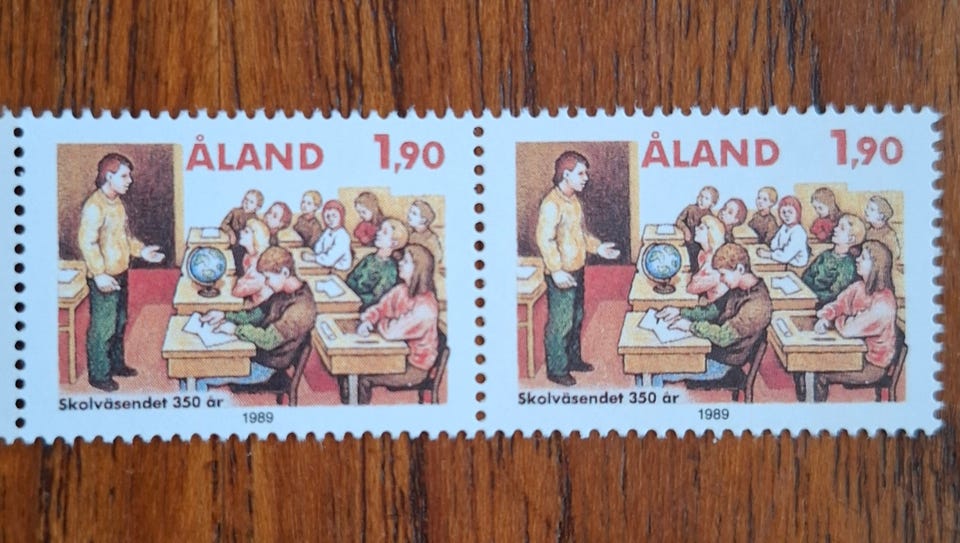 ÅLAND 1,90
Skolväsendet 350 år
1989
ÅLAND 1,90
Skolväsendet 350 år
1989